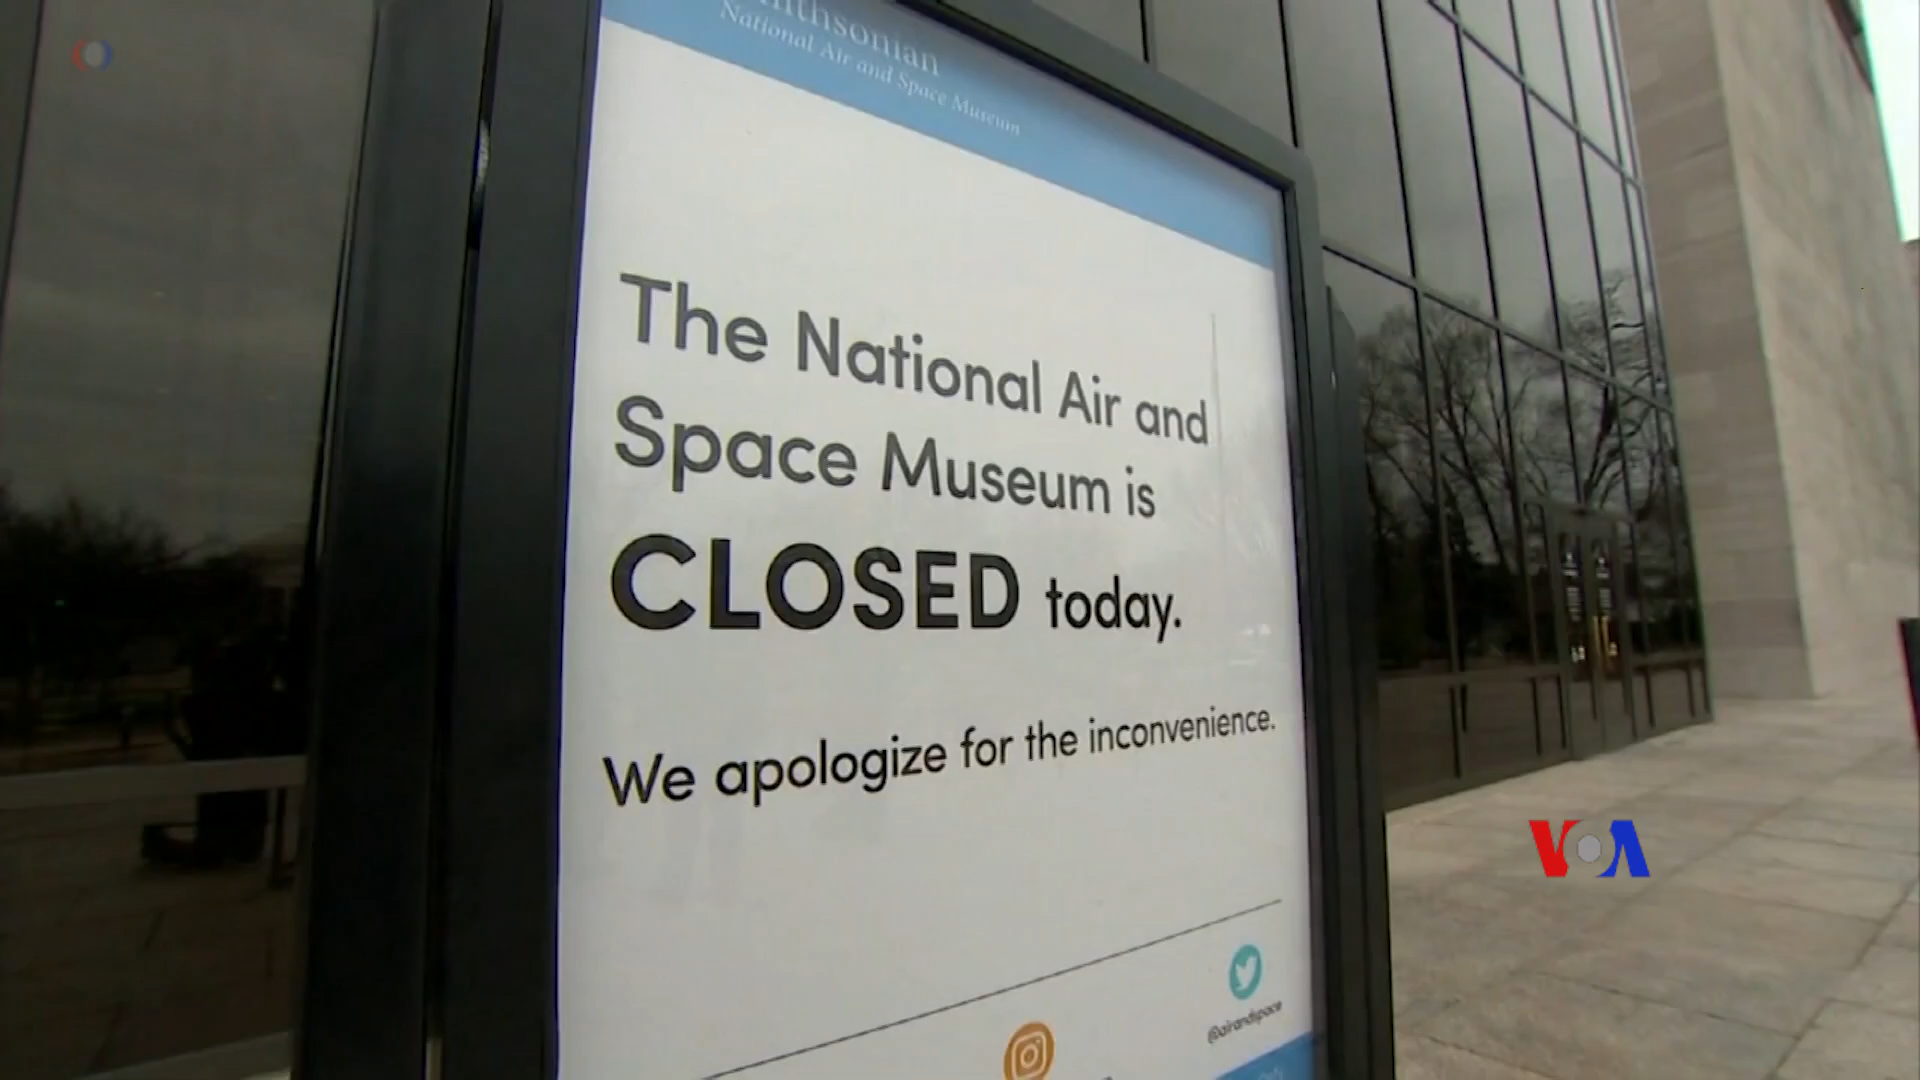 Smithsonian
National Air and Space Museum
The National Air and
Space Museum is
CLOSED today.
We apologize for the inconvenience.
@airandspace
VOA